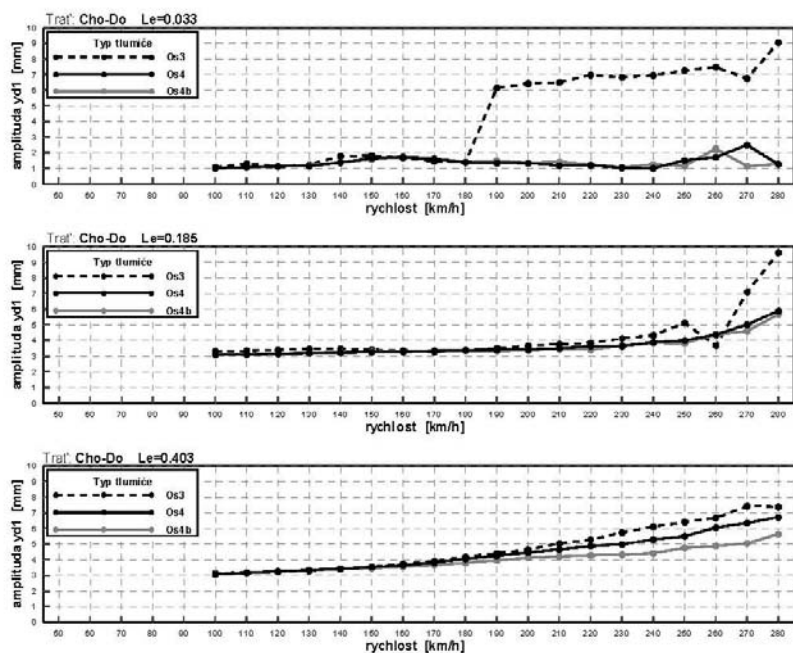 Trať: Cho-Do Le=0.033
amplituda yd1 [mm]
10
9
8
7
6
5
4
3
2
1
0
Typ tlumiče
Os3
Os4
Os4b
50 60 70 80 90 100 110 120 130 140 150 160 170 180 190 200 210 220 230 240 250 260 270 280
rychlost [km/h]
Trať: Cho-Do Le=0.185
amplituda yd1 [mm]
10
9
8
7
6
5
4
3
2
1
0
Typ tlumiče
Os3
Os4
Os4b
50 60 70 80 90 100 110 120 130 140 150 160 170 180 190 200 210 220 230 240 250 260 270 280
rychlost [km/h]
Trať: Cho-Do Le=0.403
amplituda yd1 [mm]
10
9
8
7
6
5
4
3
2
1
0
Typ tlumiče
Os3
Os4
Os4b
50 60 70 80 90 100 110 120 130 140 150 160 170 180 190 200 210 220 230 240 250 260 270 280
rychlost [km/h]